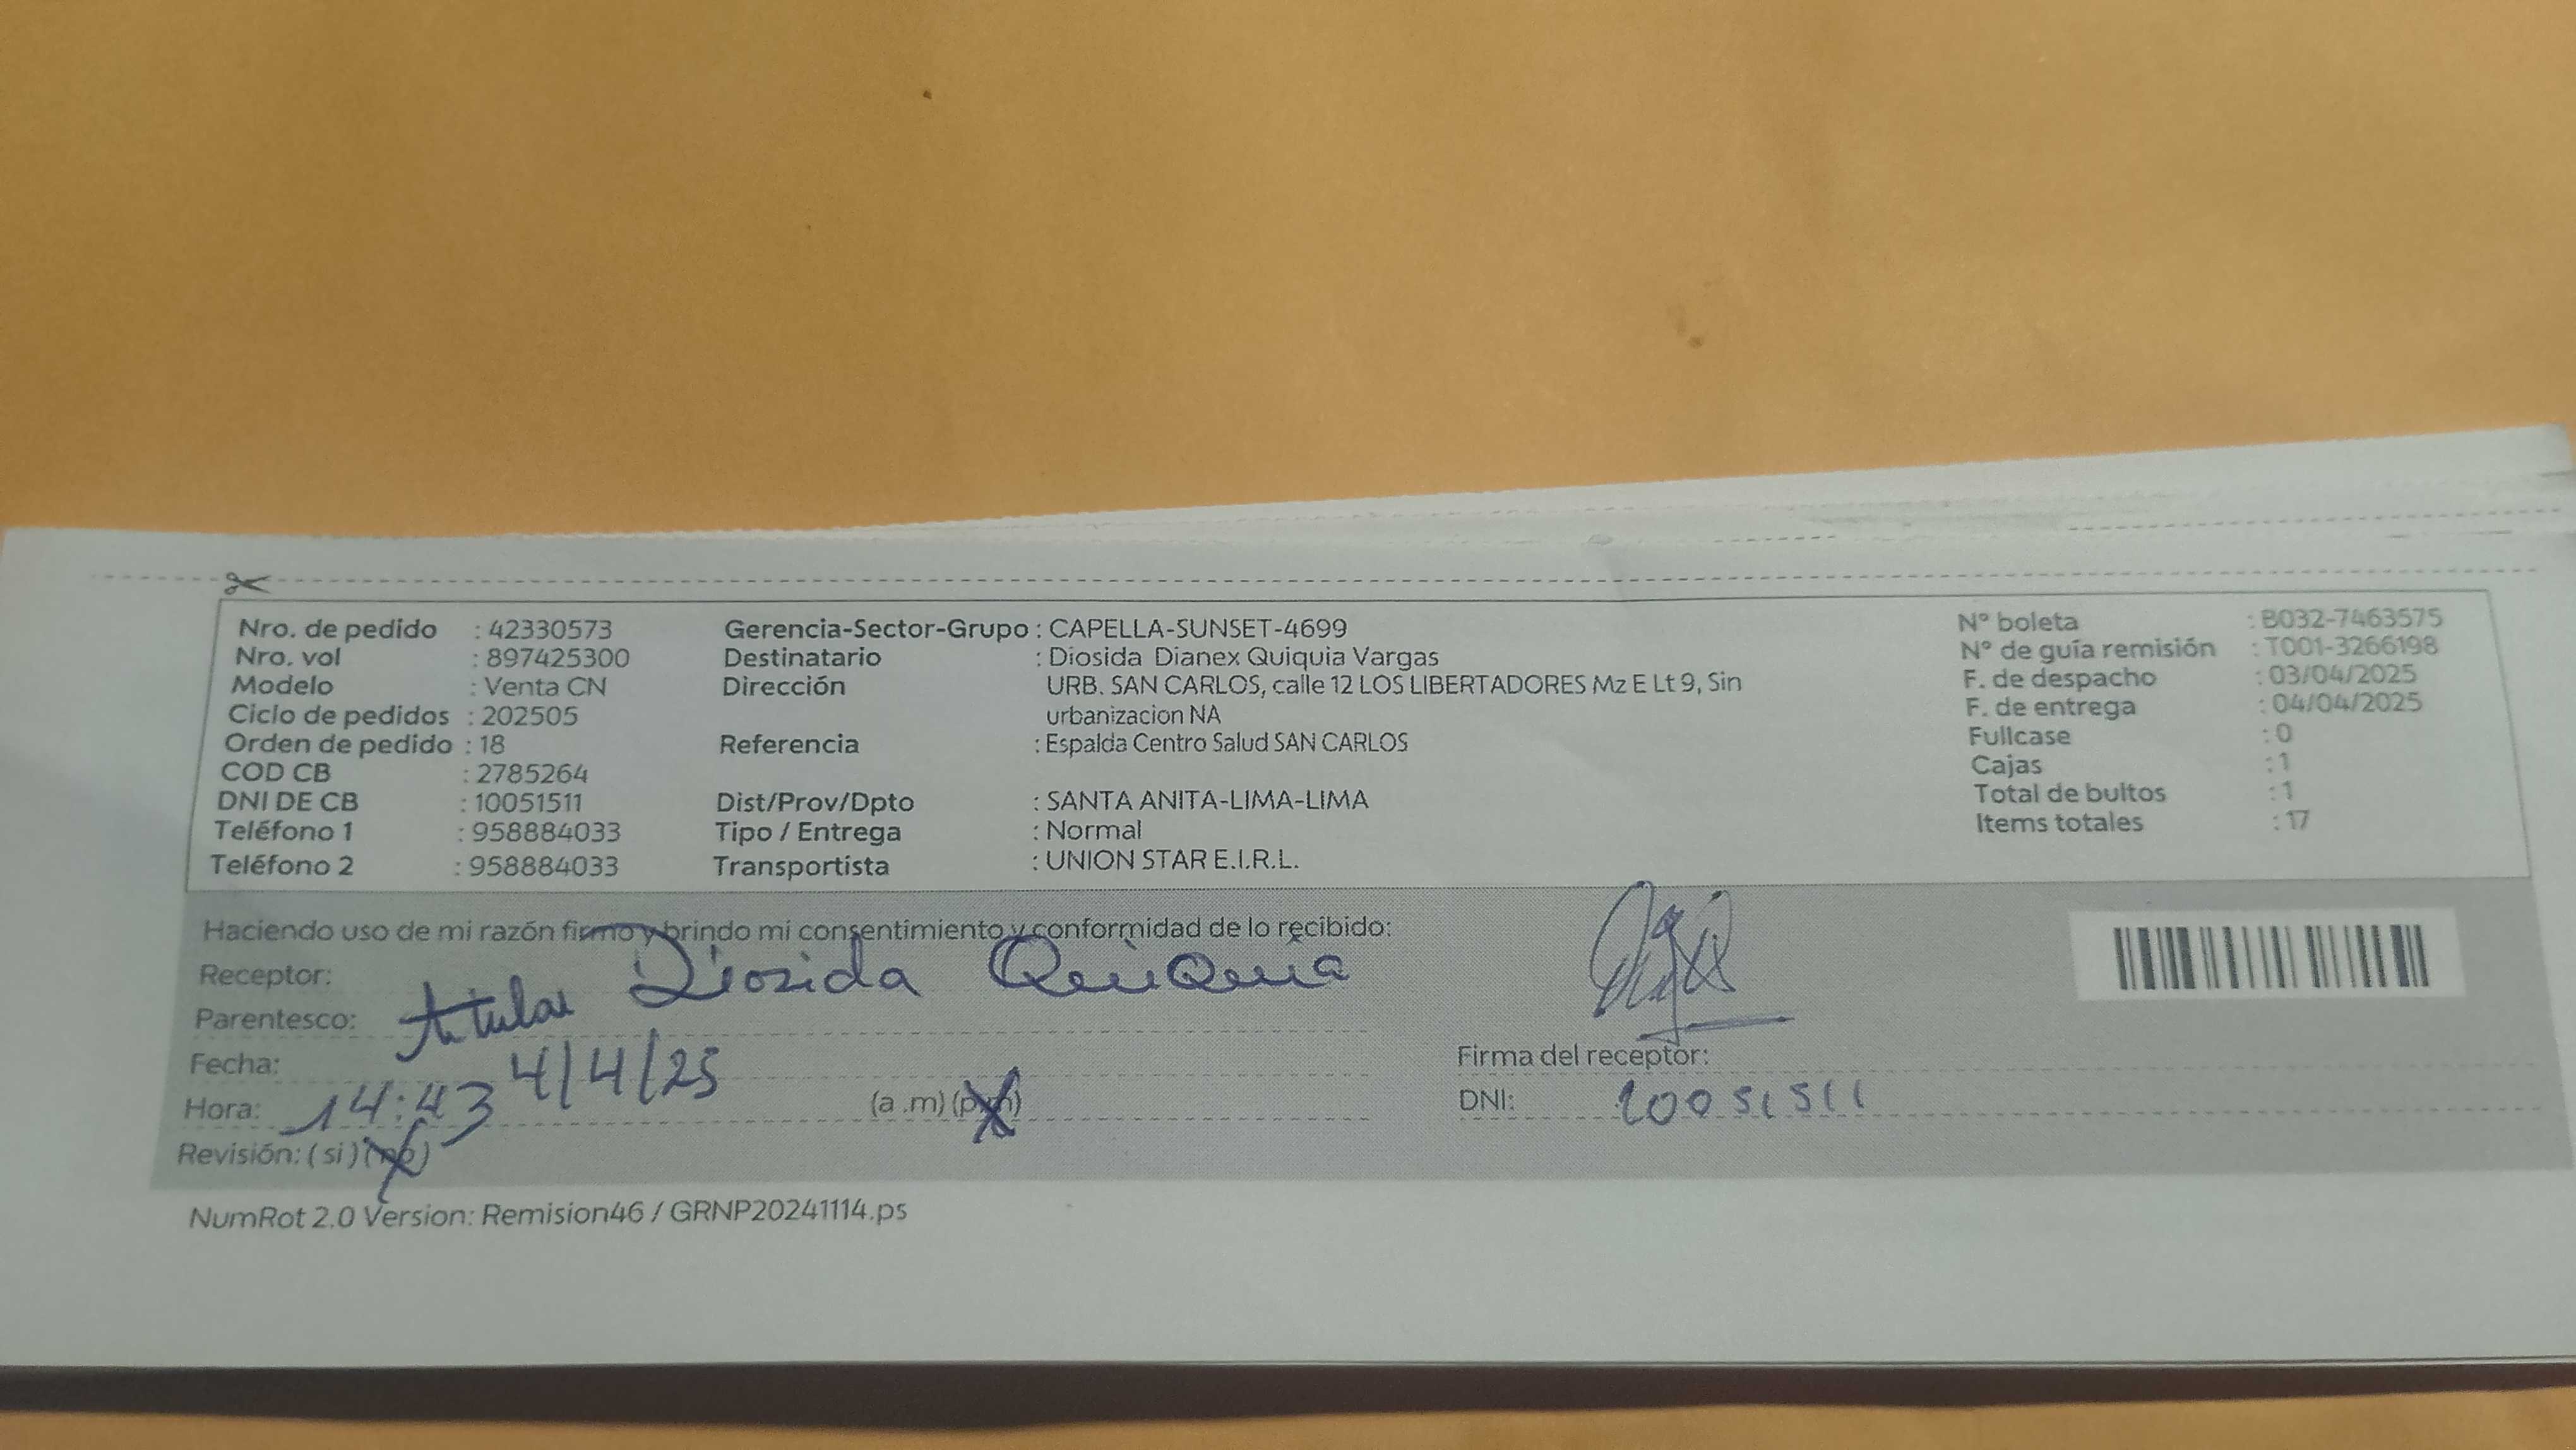 Nro. de pedido : 42330573
Nro. vol : 897425300
Modelo : Venta CN
Ciclo de pedidos : 202505
Orden de pedido : 18
COD CB : 2785264
DNI DE CB : 10051511
Teléfono 1 : 958884033
Teléfono 2 : 958884033
Gerencia-Sector-Grupo : CAPELLA-SUNSET-4699
Destinatario : Diosida Dianex Quiquia Vargas
Dirección URB. SAN CARLOS, calle 12 LOS LIBERTADORES Mz E Lt 9, Sin
urbanizacion NA
Referencia : Espalda Centro Salud SAN CARLOS
Dist/Prov/Dpto : SANTA ANITA-LIMA-LIMA
Tipo / Entrega : Normal
Transportista : UNION STAR E.I.R.L.
N° boleta : B032-7463575
N° de guía remisión : T001-3266198
F. de despacho : 03/04/2025
F. de entrega : 04/04/2025
Fullcase : 0
Cajas : 1
Total de bultos : 1
Items totales : 17
Haciendo uso de mi razón firmo y brindo mi consentimiento y conformidad de lo recibido:
Receptor: Diosida Quiquia
Parentesco: titular
Fecha: 4/4/25
Hora: 14:43 (a .m) (p.m)
Revisión: ( si ) ( no )
Firma del receptor:
DNI: 10051511
NumRot 2.0 Version: Remision46 / GRNP20241114.ps